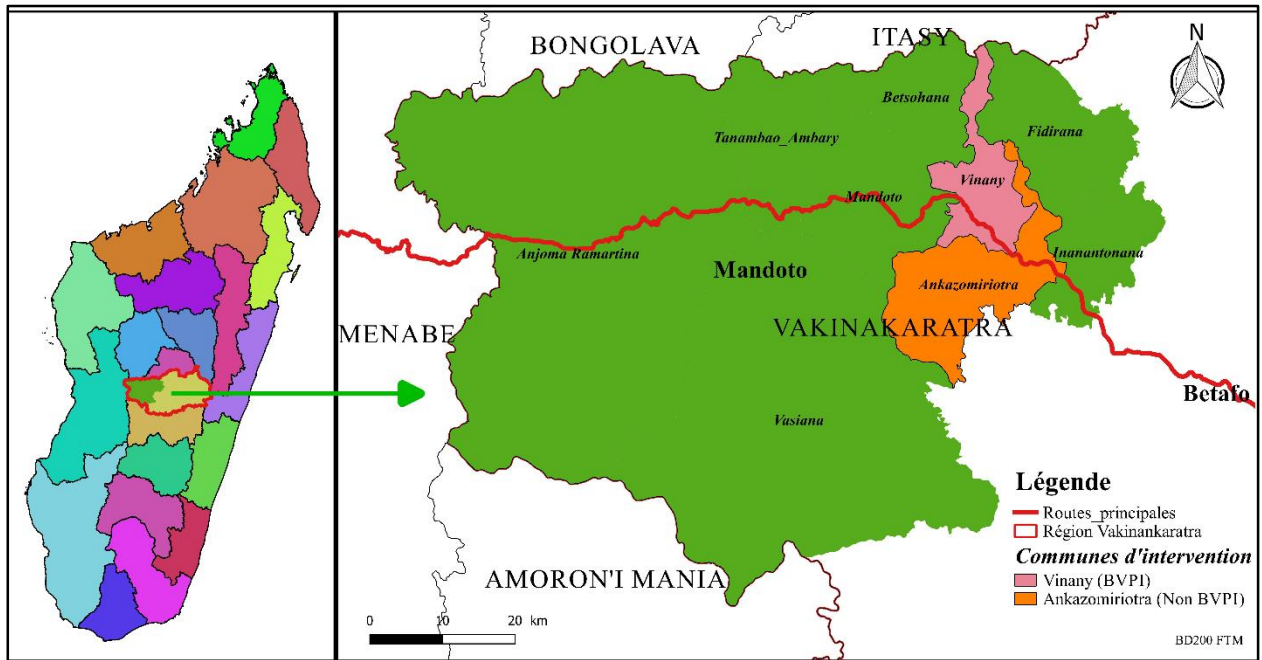 BONGOLAVA
ITASY
N
Betsohana
Tanambao_Ambary
Fidirana
Vinany
Mandoto
Anjoma Ramartina
Inanantonana
Mandoto
Ankazomiriotra
MENABE
VAKINAKARATRA
Betafo
Vasiana
Légende
Routes_principales
Région Vakinankaratra
Communes d'intervention
Vinany (BVPI)
Ankazomiriotra (Non BVPI)
AMORON'I MANIA
0 10 20 km
BD200 FTM